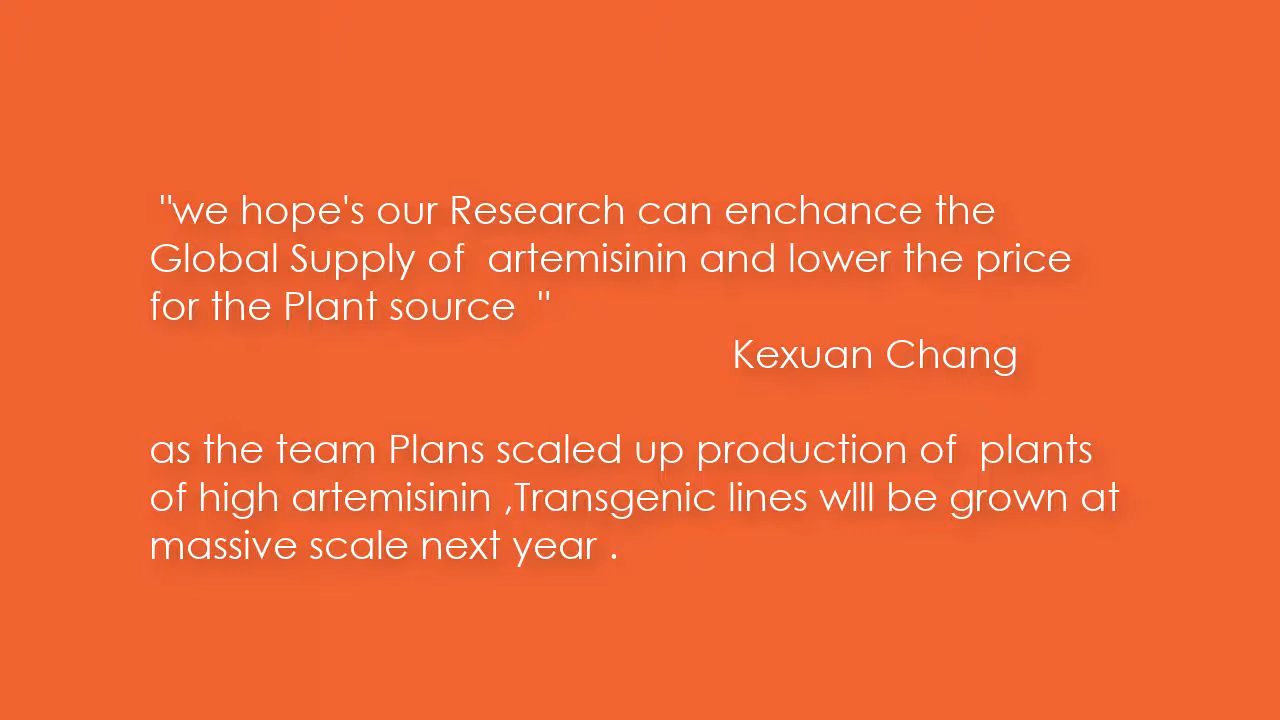 "we hope's our Research can enchance the
Global Supply of artemisinin and lower the price
for the Plant source "
Kexuan Chang
as the team Plans scaled up production of plants
of high artemisinin ,Transgenic lines wlll be grown at
massive scale next year .